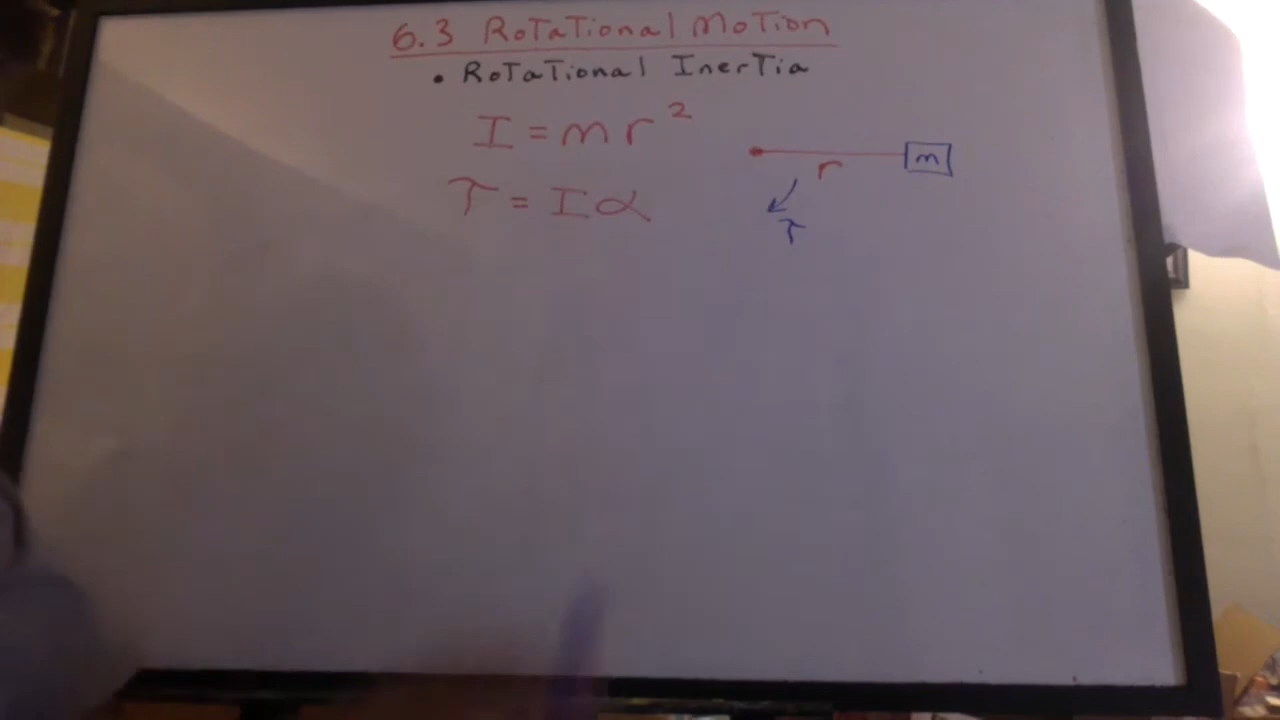 6.3 Rotational Motion
• Rotational Inertia
I = mr²
τ = Iα
r
m
τ